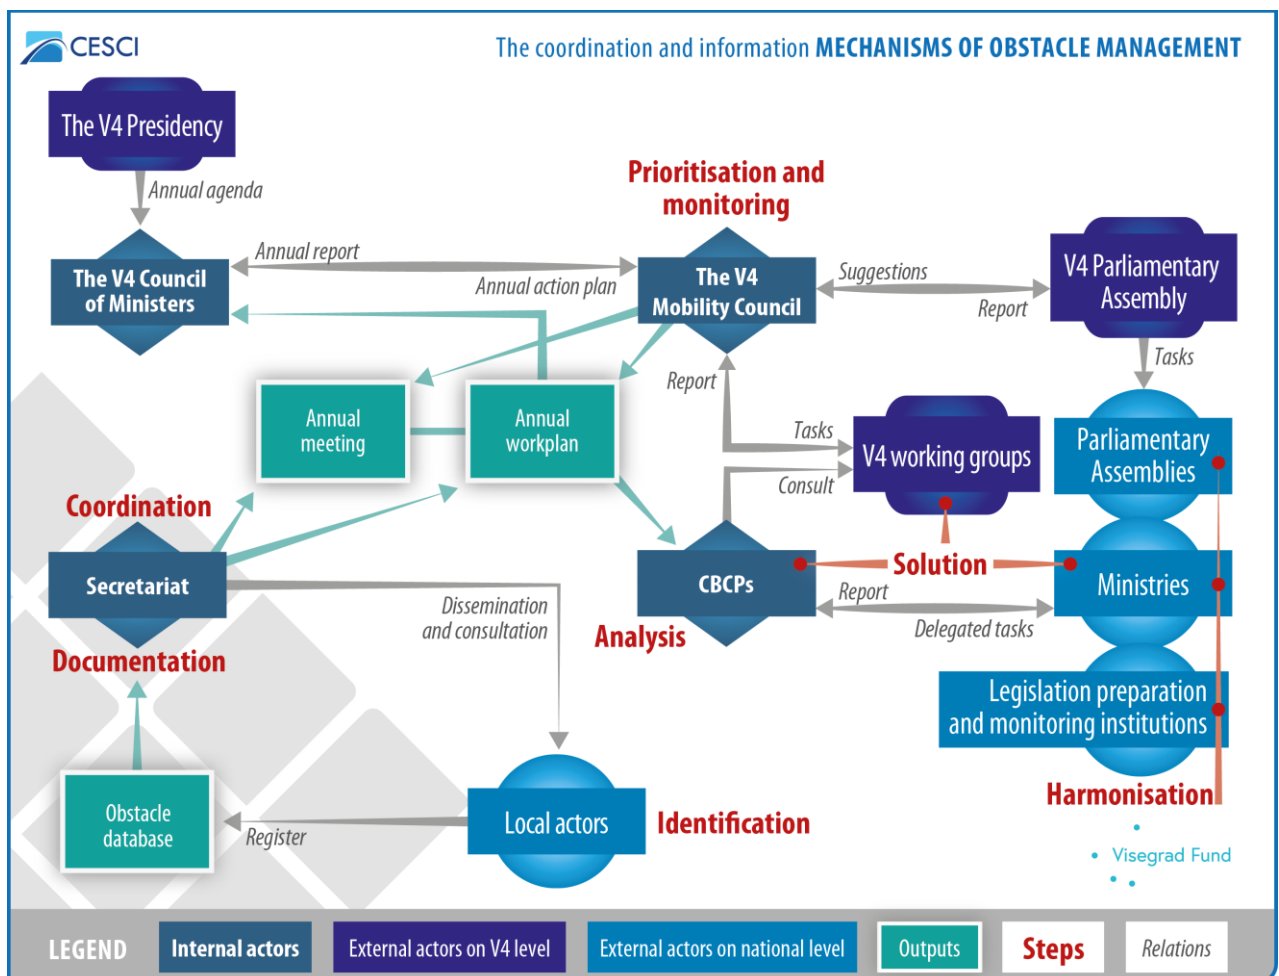 CESCI
The coordination and information MECHANISMS OF OBSTACLE MANAGEMENT
The V4 Presidency
Annual agenda
Prioritisation and
monitoring
The V4 Council
of Ministers
Annual report
Annual action plan
The V4
Mobility Council
Suggestions
Report
V4 Parliamentary
Assembly
Tasks
Report
Annual
meeting
Annual
workplan
Tasks
Consult
V4 working groups
Parliamentary
Assemblies
Coordination
Secretariat
Documentation
Dissemination
and consultation
CBCPs
Analysis
Solution
Report
Delegated tasks
Ministries
Legislation preparation
and monitoring institutions
Harmonisation
Obstacle
database
Register
Local actors
Identification
Visegrad Fund
LEGEND
Internal actors
External actors on V4 level
External actors on national level
Outputs
Steps
Relations